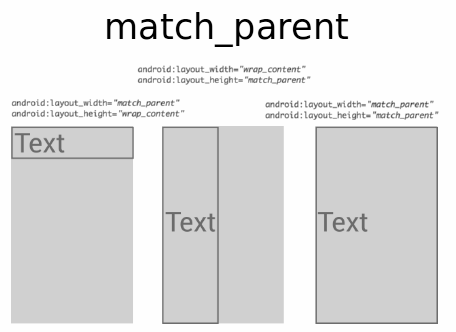 match_parent
android:layout_width="wrap_content"
android:layout_height="match_parent"
android:layout_width="match_parent"
android:layout_height="wrap_content"
android:layout_width="match_parent"
android:layout_height="match_parent"
Text
Text
Text